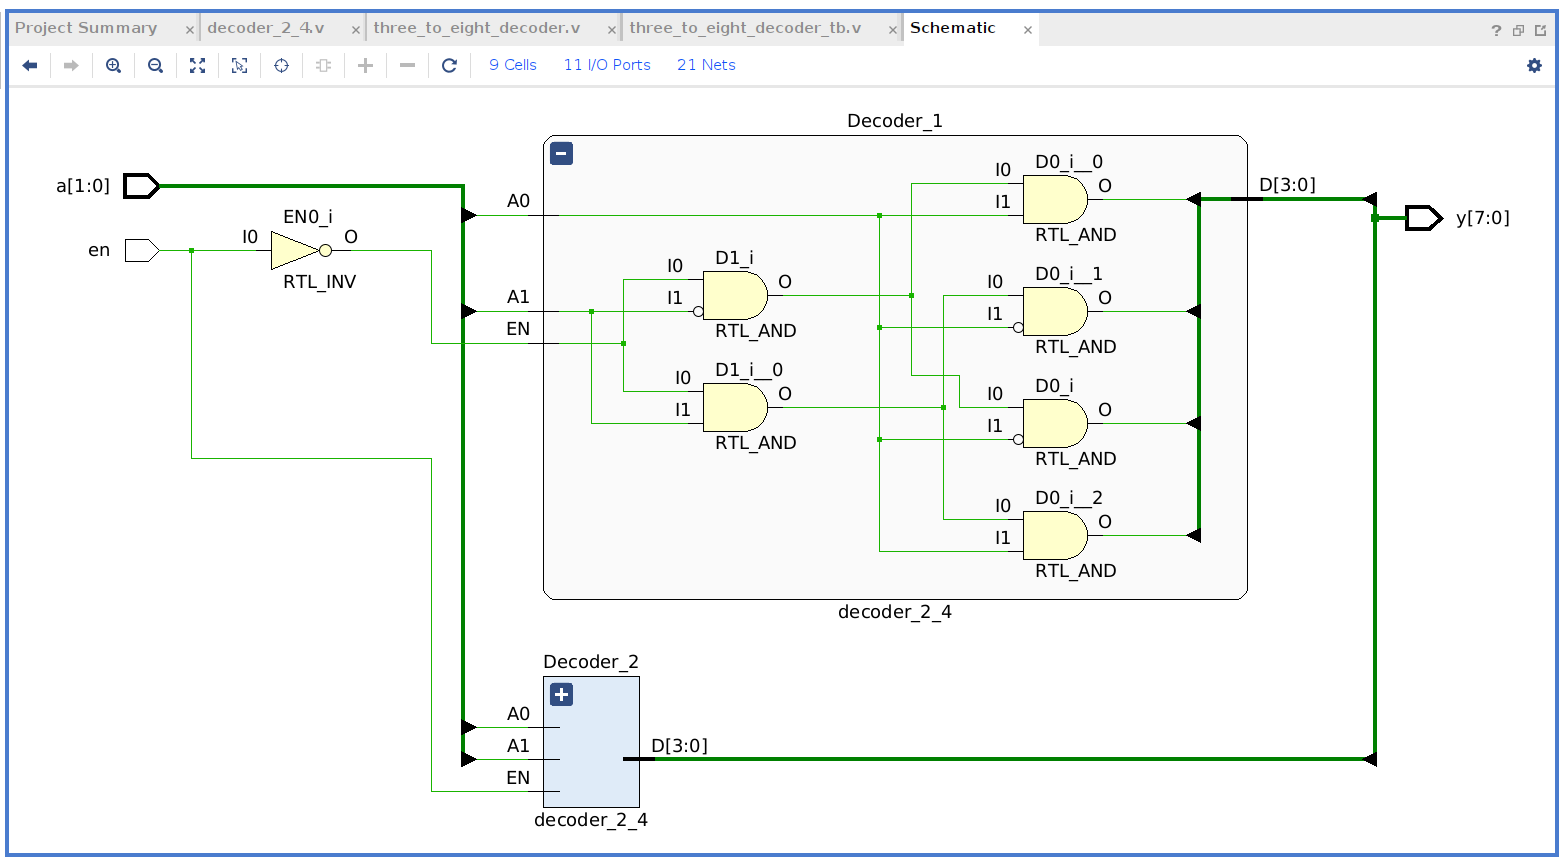 Project Summary × decoder_2_4.v × three_to_eight_decoder.v × three_to_eight_decoder_tb.v × Schematic × ?
9 Cells 11 I/O Ports 21 Nets
Decoder_1
D0_i__0
I0 O
a[1:0] A0 I1 D[3:0]
EN0_i RTL_AND y[7:0]
en I0 O
RTL_INV
D1_i
I0 O
A1 I1
EN RTL_AND
D0_i__1
I0 O
I1
RTL_AND
D1_i__0
I0 O
I1
RTL_AND
D0_i
I0 O
I1
RTL_AND
D0_i__2
I0 O
I1
RTL_AND
decoder_2_4
Decoder_2
A0
A1 D[3:0]
EN
decoder_2_4